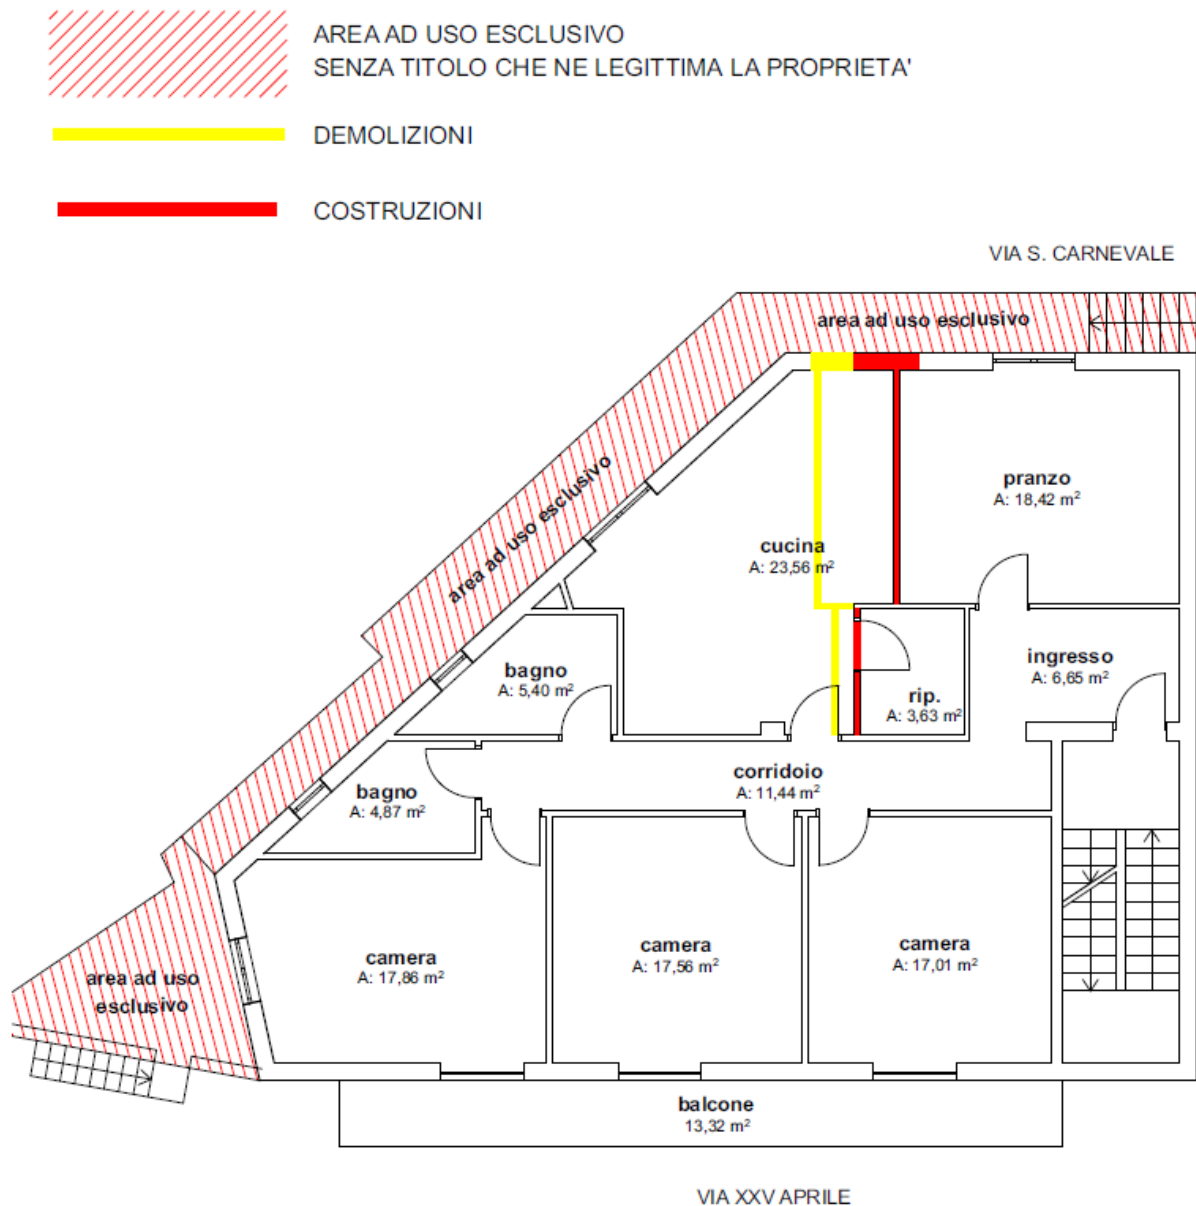 AREA AD USO ESCLUSIVO
SENZA TITOLO CHE NE LEGITTIMA LA PROPRIETA'
DEMOLIZIONI
COSTRUZIONI
VIA S. CARNEVALE
area ad uso esclusivo
area ad uso esclusivo
pranzo
A: 18,42 m²
cucina
A: 23,56 m²
bagno
A: 5,40 m²
ingresso
A: 6,65 m²
rip.
A: 3,63 m²
corridoio
A: 11,44 m²
bagno
A: 4,87 m²
camera
A: 17,86 m²
camera
A: 17,56 m²
camera
A: 17,01 m²
area ad uso
esclusivo
balcone
13,32 m²
VIA XXV APRILE